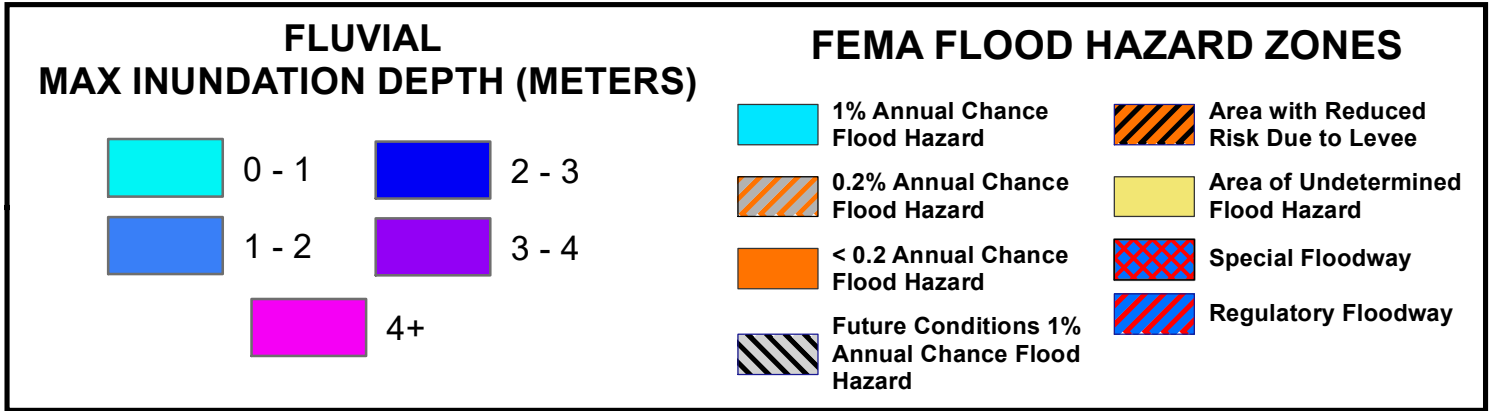 FLUVIAL
MAX INUNDATION DEPTH (METERS)
0 - 1
2 - 3
1 - 2
3 - 4
4+
FEMA FLOOD HAZARD ZONES
1% Annual Chance
Flood Hazard
0.2% Annual Chance
Flood Hazard
< 0.2 Annual Chance
Flood Hazard
Future Conditions 1%
Annual Chance Flood
Hazard
Area with Reduced
Risk Due to Levee
Area of Undetermined
Flood Hazard
Special Floodway
Regulatory Floodway